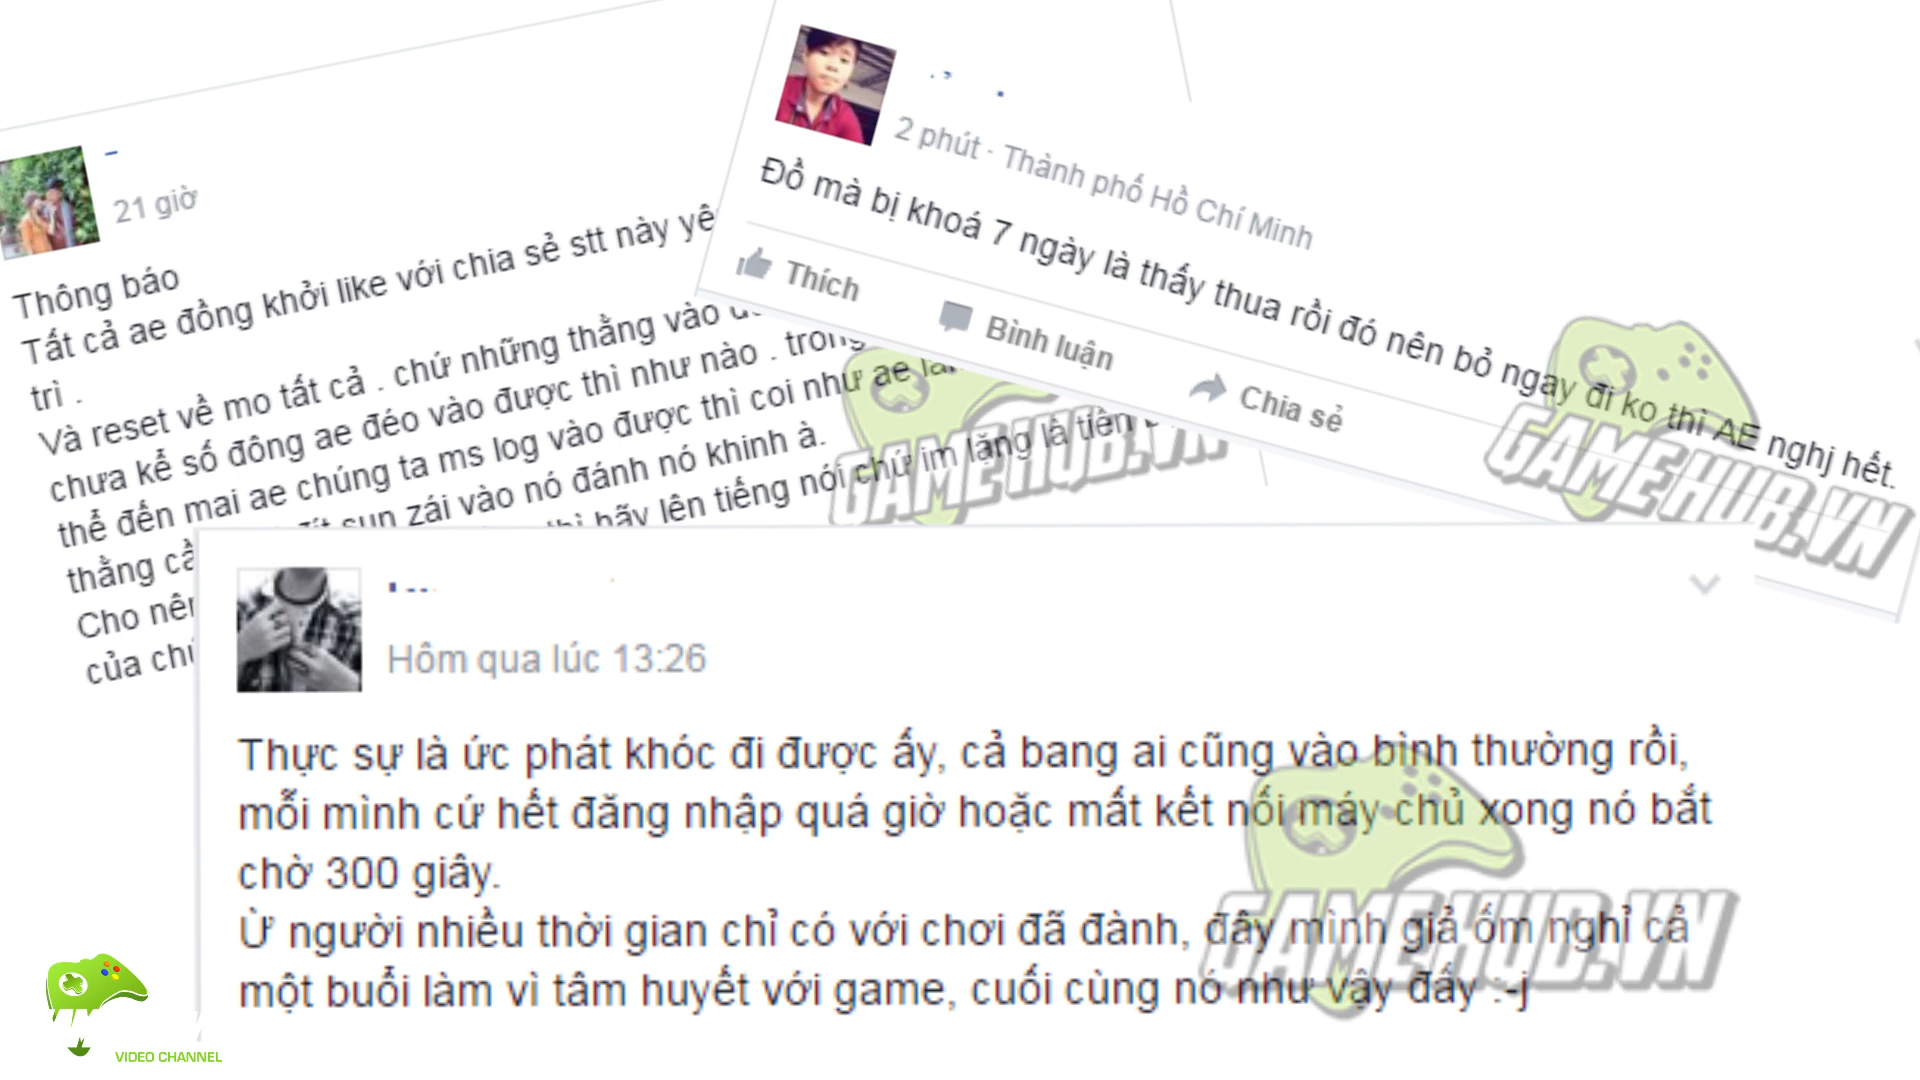 21 giờ
Thông báo
Tất cả ae đồng khởi like với chia sẻ stt này
trì .
Và reset về mo tất cả . chứ những thằng vào
chưa kể số đông ae đéo vào được thì như nào . trong
thể đến mai ae chúng ta ms log vào được thì coi như ae
thằng cả sun zái vào nó đánh nó khinh à.
Cho nên thì hãy lên tiếng nói chứ im lặng là tiền
của
2 phút · Thành phố Hồ Chí Minh
Đồ mà bị khoá 7 ngày là thấy thua rồi đó nên bỏ ngay đi ko thì AE nghị hết.
Thích Bình luận Chia sẻ
GAMEHUB.VN
GAMEHUB.VN
Hôm qua lúc 13:26
Thực sự là ức phát khóc đi được ấy, cả bang ai cũng vào bình thường rồi,
mỗi mình cứ hết đăng nhập quá giờ hoặc mất kết nối máy chủ xong nó bắt
chờ 300 giây.
Ừ người nhiều thời gian chỉ có với chơi đã đành, đây mình giả ốm nghỉ cả
một buổi làm vì tâm huyết với game, cuối cùng nó như vậy đấy :-j
GAMEHUB.VN
VIDEO CHANNEL